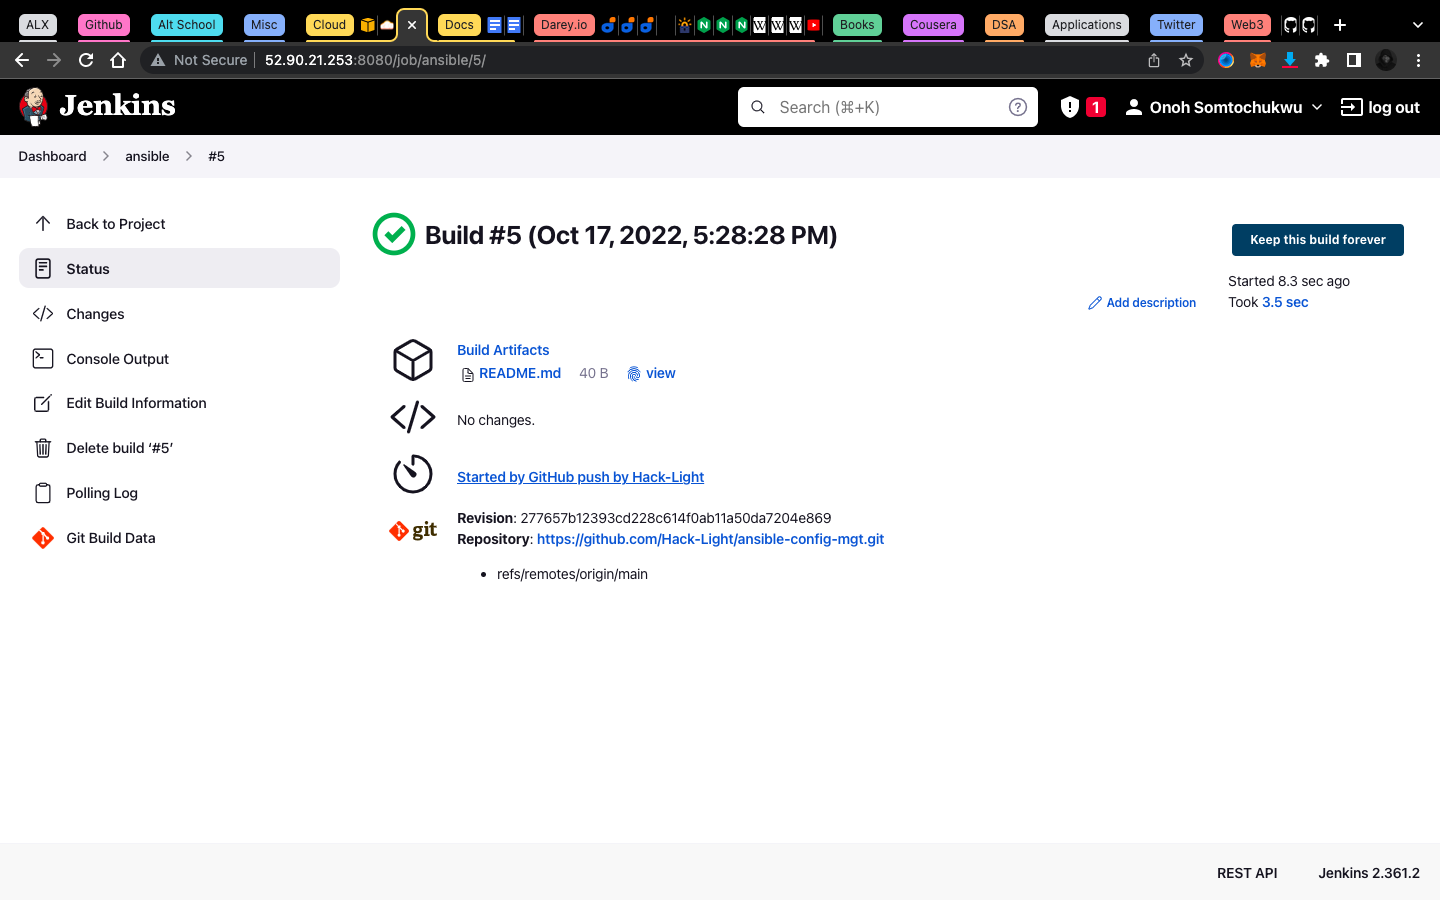 ALX Github Alt School Misc Cloud Docs Darey.io Books Cousera DSA Applications Twitter Web3
Not Secure 52.90.21.253:8080/job/ansible/5/
Jenkins Search (⌘+K) ? 1 Onoh Somtochukwu log out
Dashboard ansible #5
Back to Project
Status
Changes
Console Output
Edit Build Information
Delete build ‘#5’
Polling Log
Git Build Data
Build #5 (Oct 17, 2022, 5:28:28 PM)
Keep this build forever
Started 8.3 sec ago
Took 3.5 sec
Add description
Build Artifacts
README.md 40 B view
No changes.
Started by GitHub push by Hack-Light
git
Revision: 277657b12393cd228c614f0ab11a50da7204e869
Repository: https://github.com/Hack-Light/ansible-config-mgt.git
• refs/remotes/origin/main
REST API Jenkins 2.361.2